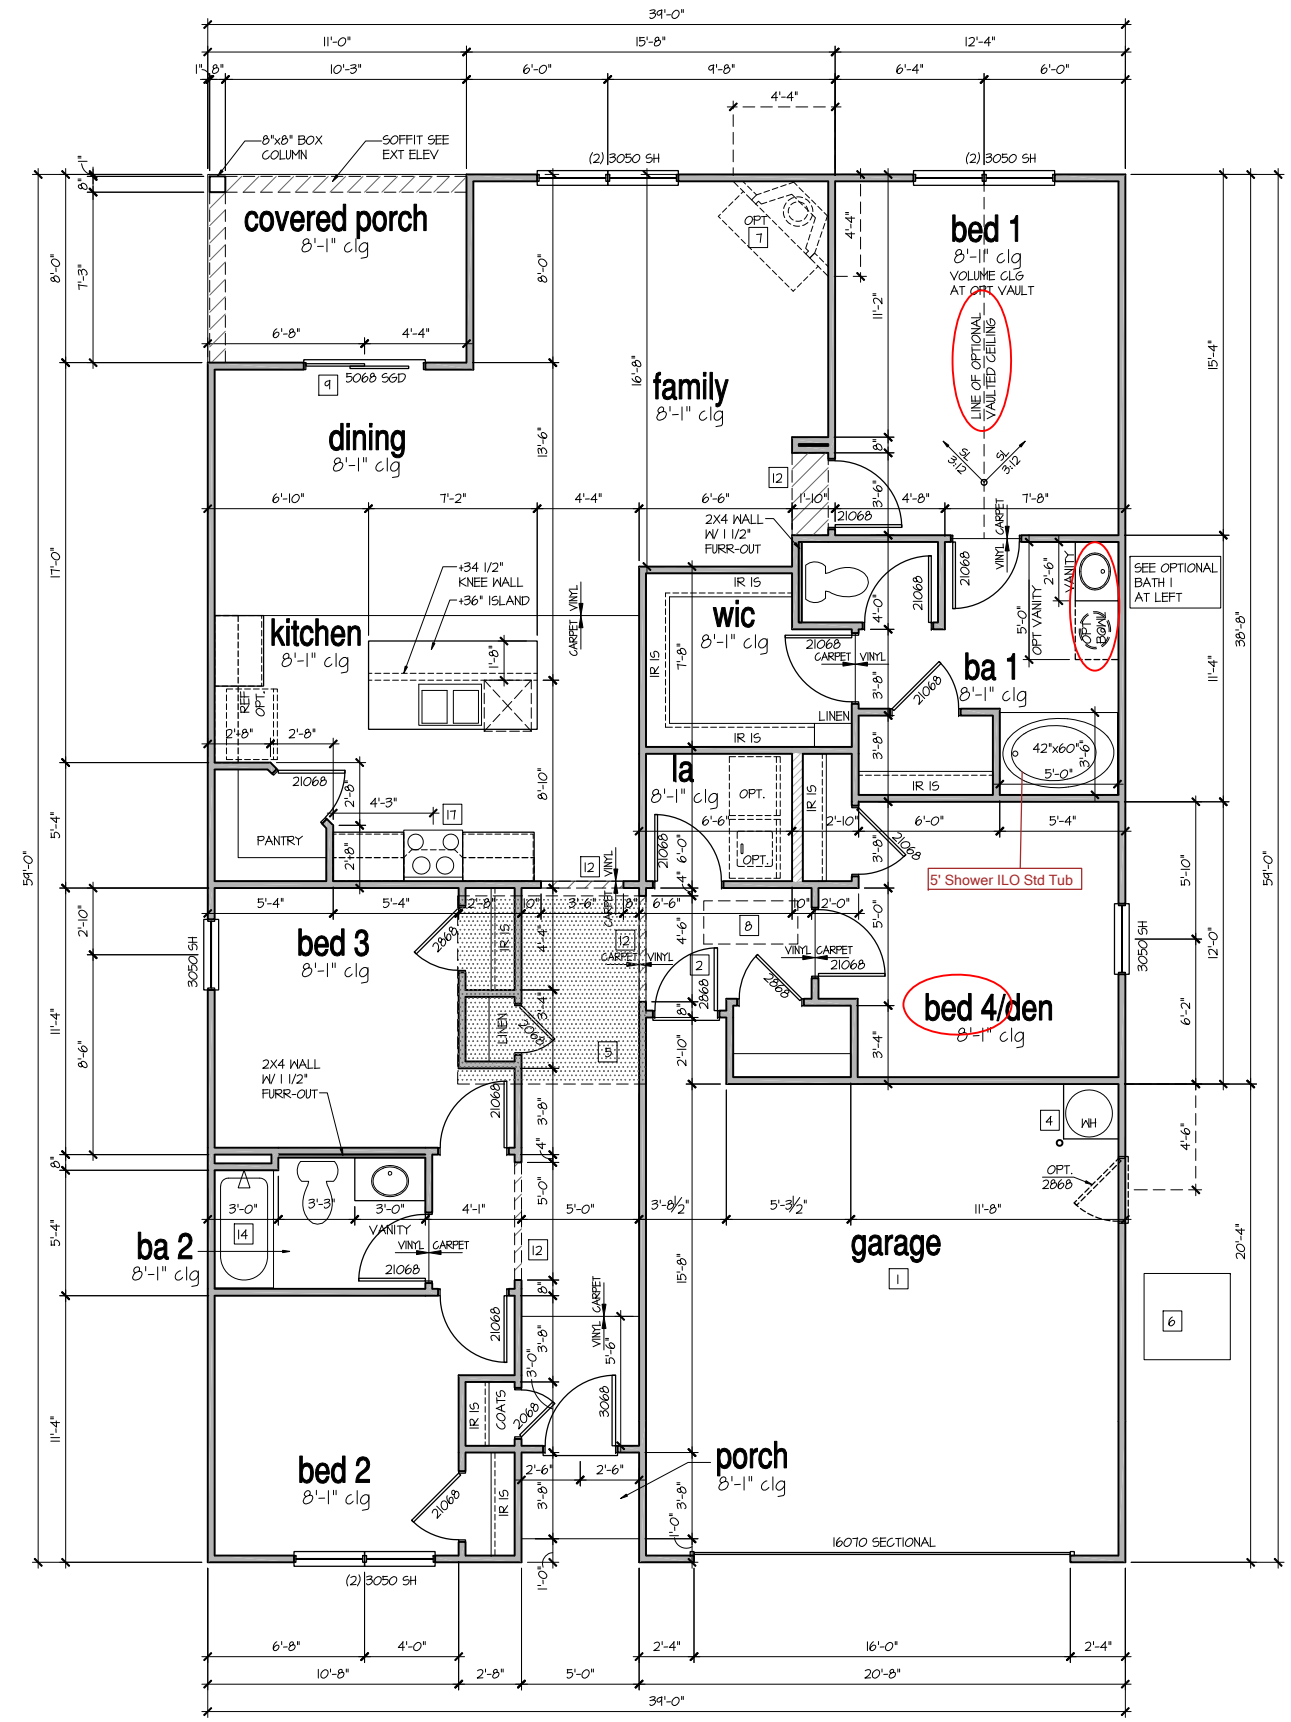 39'-0"
11'-0" 15'-8" 12'-4"
1" 8" 10'-3" 6'-0" 9'-8" 6'-4" 6'-0"
4'-4"
8"x8" BOX
COLUMN
SOFFIT SEE
EXT ELEV
(2) 3050 SH
(2) 3050 SH
1"
8"
8'-0"
7'-3"
covered porch
8'-1" clg
6'-8" 4'-4"
5068 SGD
9
8'-0"
OPT
7
4'-4"
bed 1
8'-1" clg
VOLUME CLG
AT OPT VAULT
LINE OF OPTIONAL
VAULTED CEILING
11'-2"
15'-4"
16'-8"
family
8'-1" clg
dining
8'-1" clg
13'-6"
8"
SL
3:12
SL
3:12
12
3'-6"
21068
6'-10" 7'-2" 4'-4" 6'-6" 1'-10" 4'-8" 7'-8"
2X4 WALL
W/ 1 1/2"
FURR-OUT
CARPET
VINYL
17'-0"
+34 1/2"
KNEE WALL
+36" ISLAND
VINYL
CARPET
IR IS
wic
8'-1" clg
IR IS
7'-8"
IR IS
LINEN
21068
4'-0"
21068
21068
CARPET VINYL
3'-8"
2'-6"
VANITY
5'-0"
OPT VANITY
OPT
BOWL
SEE OPTIONAL
BATH 1
AT LEFT
38'-8"
11'-4"
ba 1
8'-1" clg
21068
kitchen
8'-1" clg
1'-8"
REF
OPT.
2'-8" 2'-8"
21068
2'-8"
4'-3"
17
8'-10"
PANTRY
2'-8"
5'-4"
la
8'-1" clg
OPT.
OPT.
6'-6"
21068
6'-0"
IR IS
2'-10"
3'-8"
IR IS
42"x60"
3'-6"
5'-0"
6'-0" 5'-4"
3'-8"
21068
5' Shower ILO Std Tub
5'-10"
59'-0"
59'-0"
12
VINYL
CARPET
4"
5'-4" 5'-4" 2'-8" 10" 3'-6" 8" 6'-6" 10" 2'-0"
2'-10"
3050 SH
bed 3
8'-1" clg
2868
IR IS
4'-4"
12
CARPET VINYL
4'-6"
8
5'-0"
VINYL CARPET
21068
3050 SH
12'-0"
2
2868
2868
bed 4/den
8'-1" clg
6'-2"
11'-4"
8'-6"
LINEN
3'-4"
2068
5
8"
2'-10"
3'-4"
2X4 WALL
W/ 1 1/2"
FURR-OUT
21068
3'-8"
4"
4
WH
4'-6"
OPT.
2868
8"
5'-0"
3'-0" 3'-3" 3'-0" 4'-1" 5'-0" 3'-8 1/2" 5'-3 1/2" 11'-8"
VANITY
14
5'-4"
ba 2
8'-1" clg
VINYL CARPET
21068
12
garage
1
15'-8"
20'-4"
8"
CARPET
VINYL
21068
3'-8"
5'-6"
6
3'-0"
11'-4"
IR IS
COATS
2068
3068
bed 2
8'-1" clg
porch
8'-1" clg
2'-6" 2'-6"
21068
IR IS
3'-8"
3'-8"
1'-0"
16070 SECTIONAL
(2) 3050 SH
1'-0"
6'-8" 4'-0" 2'-4" 16'-0" 2'-4"
10'-8" 2'-8" 5'-0" 20'-8"
39'-0"